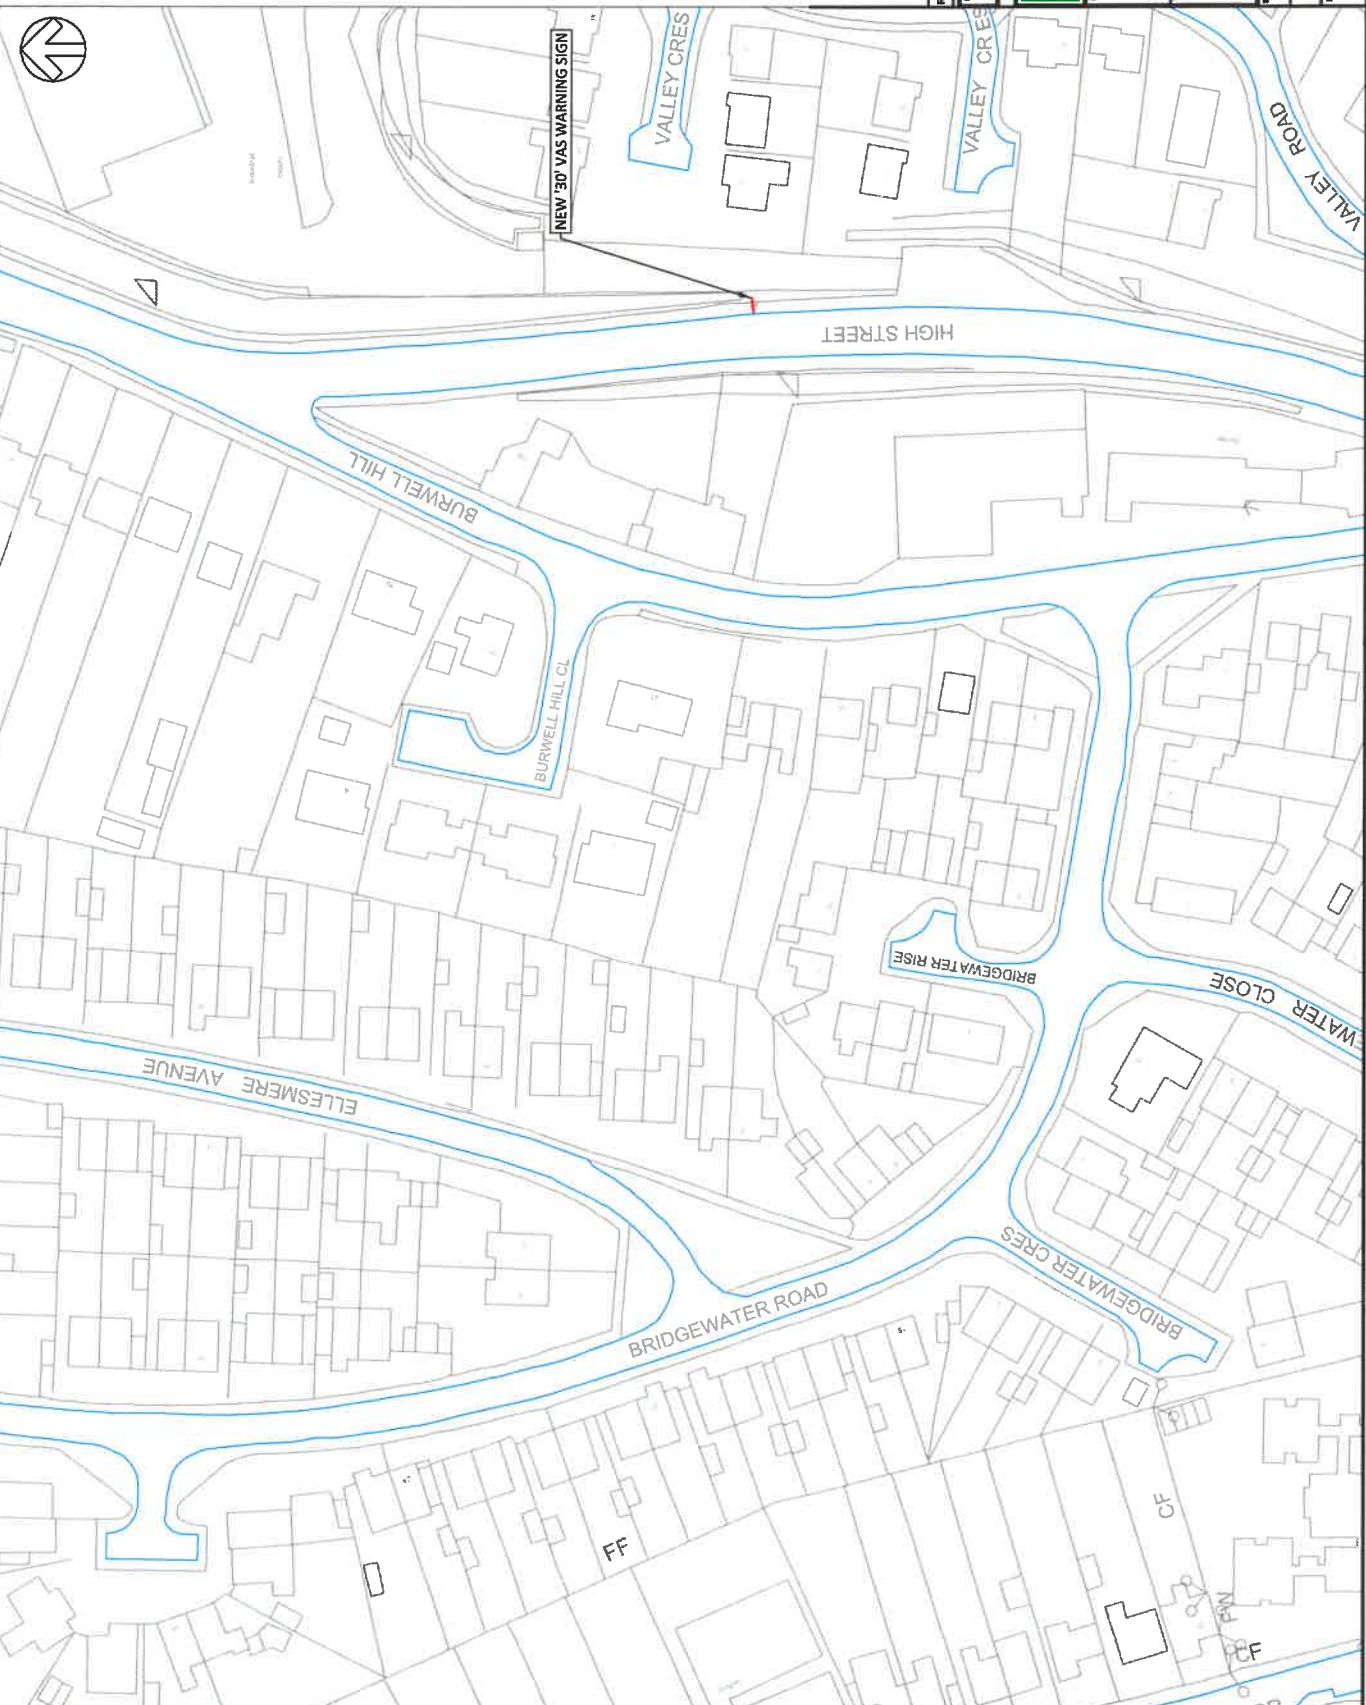 NEW '30' VAS WARNING SIGN
VALLEY CRES
VALLEY CRES
VALLEY ROAD
HIGH STREET
BURWELL HILL
BURWELL HILL CL
BRIDGEWATER RISE
EWATER CLOSE
ELLESMERE AVENUE
BRIDGEWATER ROAD
BRIDGEWATER CRES
FF
CF
CF